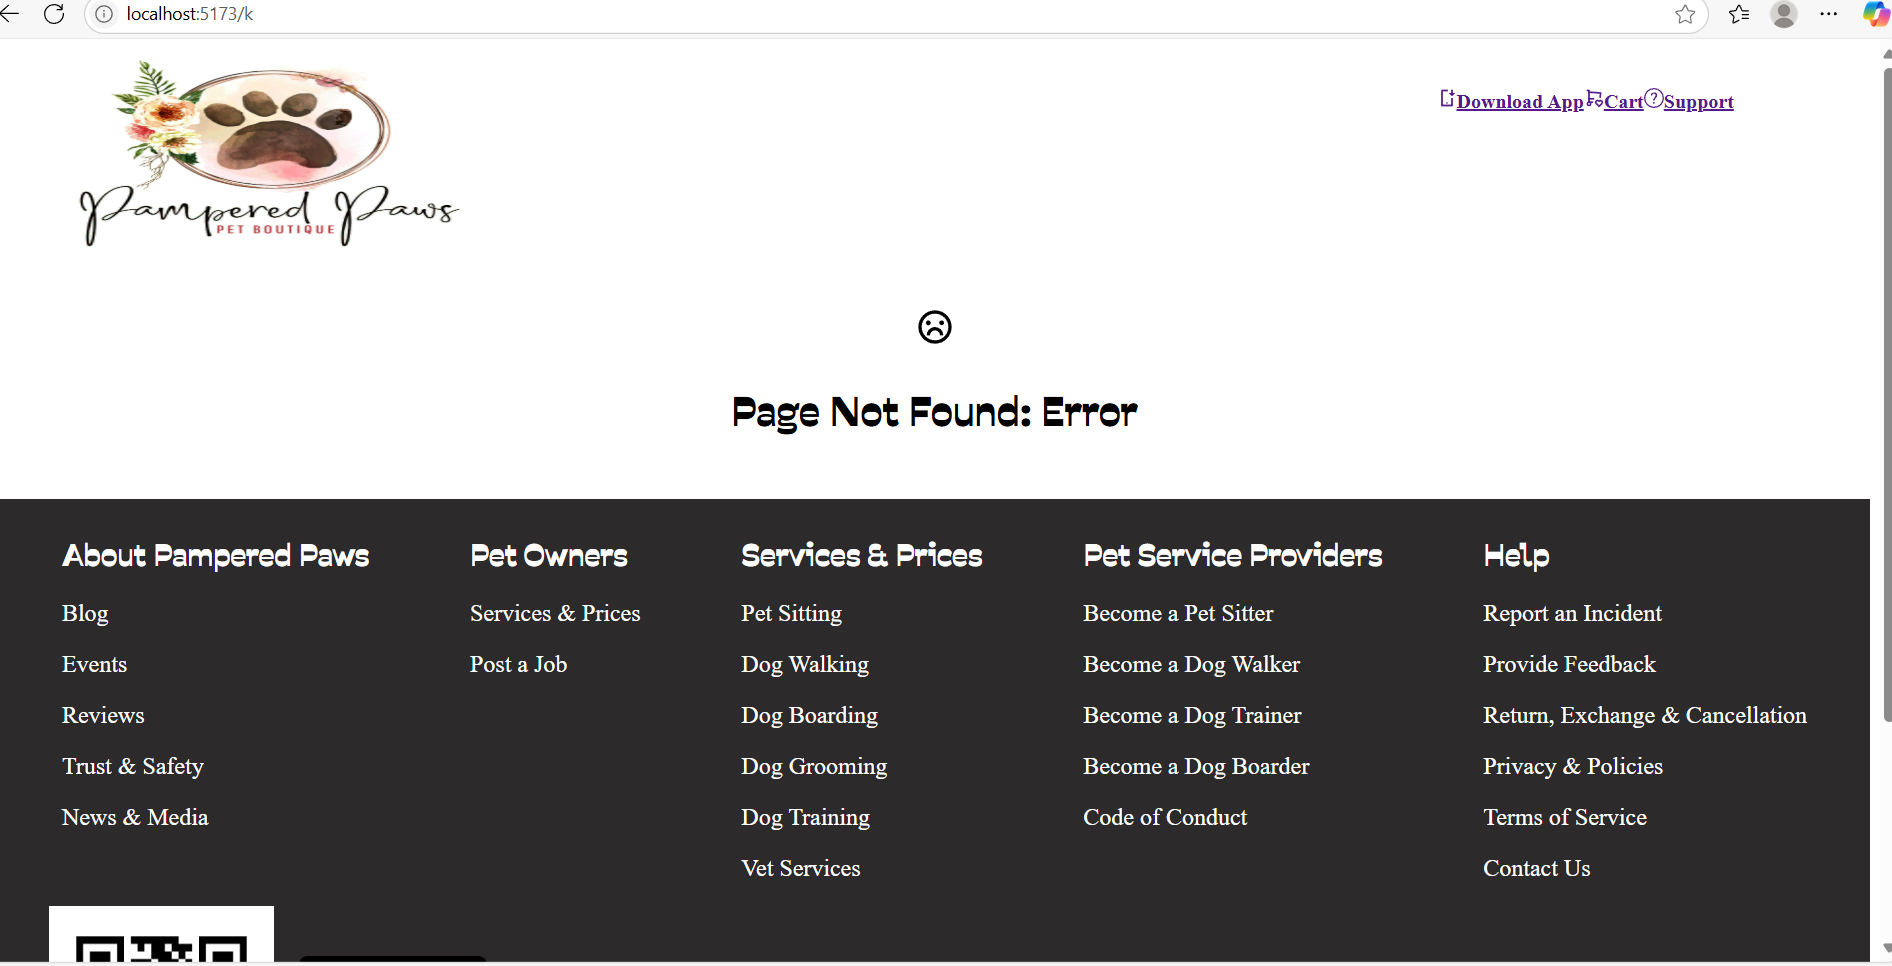 localhost:5173/k
Download App Cart Support
Pampered Paws
PET BOUTIQUE
Page Not Found: Error
About Pampered Paws
Blog
Events
Reviews
Trust & Safety
News & Media
Pet Owners
Services & Prices
Post a Job
Services & Prices
Pet Sitting
Dog Walking
Dog Boarding
Dog Grooming
Dog Training
Vet Services
Pet Service Providers
Become a Pet Sitter
Become a Dog Walker
Become a Dog Trainer
Become a Dog Boarder
Code of Conduct
Help
Report an Incident
Provide Feedback
Return, Exchange & Cancellation
Privacy & Policies
Terms of Service
Contact Us